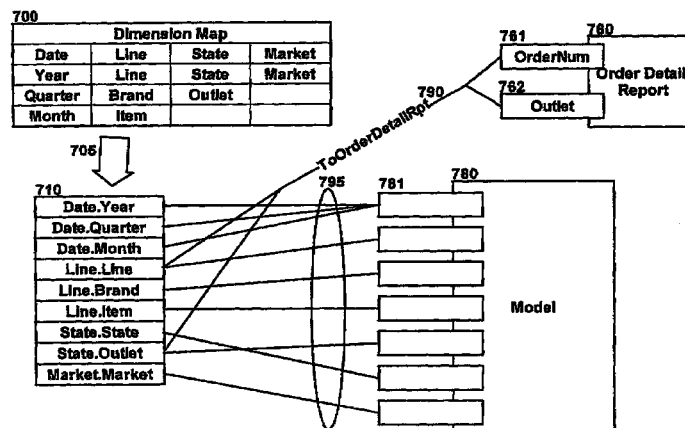 700
Dimension Map
Date Line State Market
Year Line State Market
Quarter Brand Outlet
Month Item
705
710
Date.Year
Date.Quarter
Date.Month
Line.Line
Line.Brand
Line.Item
State.State
State.Outlet
Market.Market
790
ToOrderDetailRpt
795
761
OrderNum
762
Outlet
760
Order Detail
Report
781
780
Model